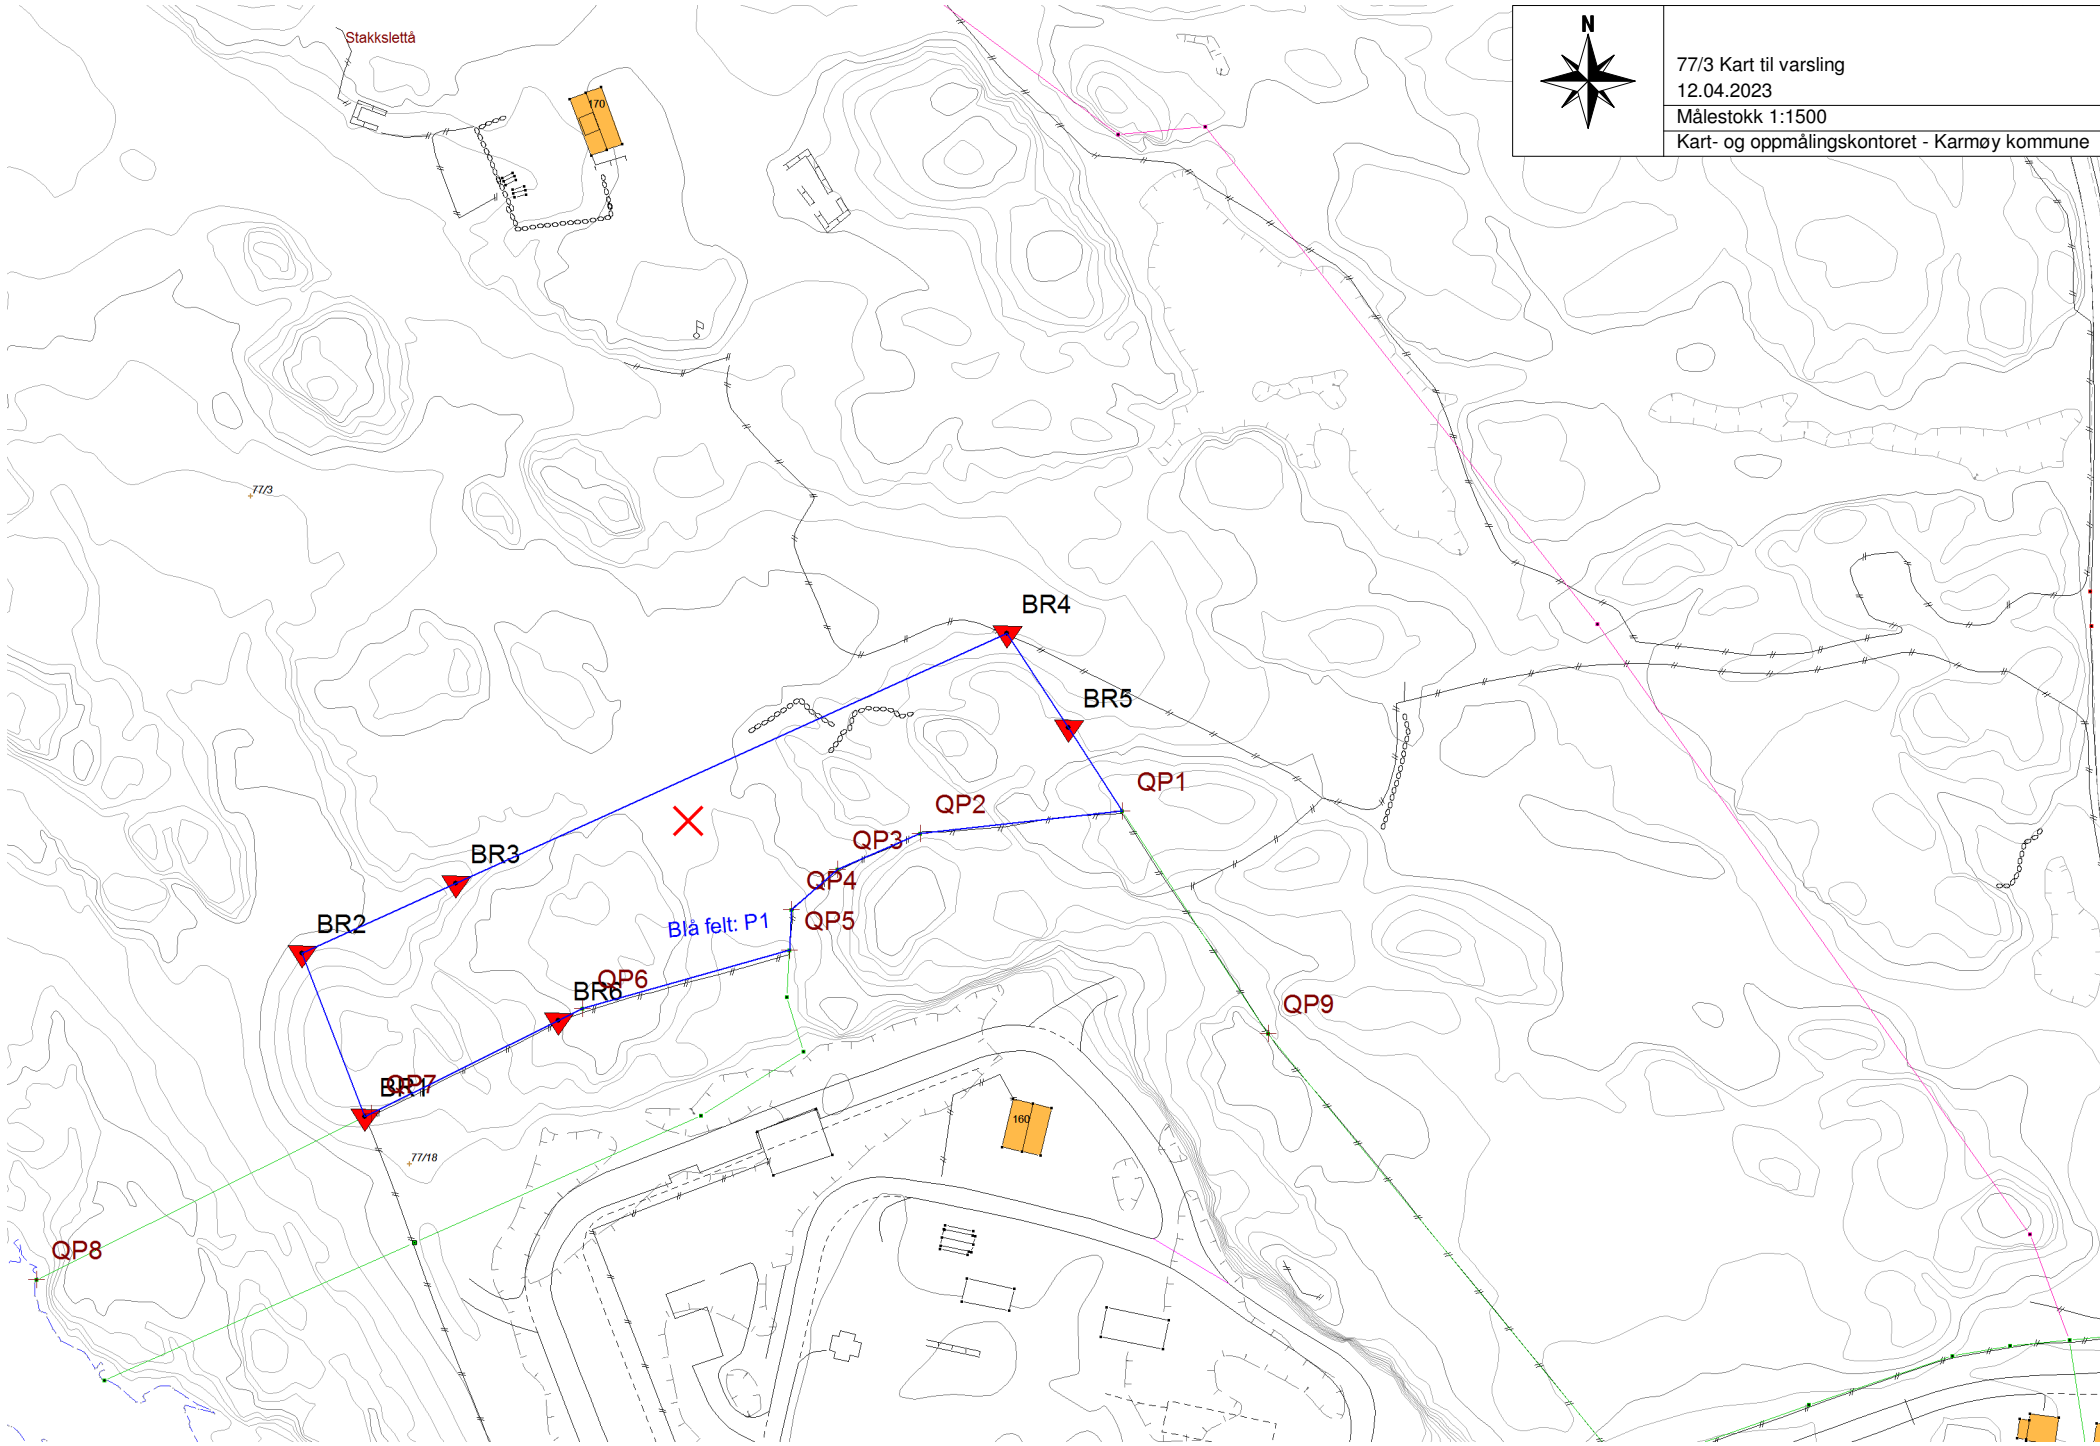 Stakkslettå
170
N
77/3 Kart til varsling
12.04.2023
Målestokk 1:1500
Kart- og oppmålingskontoret - Karmøy kommune
77/3
BR4
BR5
QP1
QP2
QP3
BR3
QP4
QP5
BR2
Blå felt: P1
QP6
BR6
QP9
QP7
BR1
160
77/18
QP8